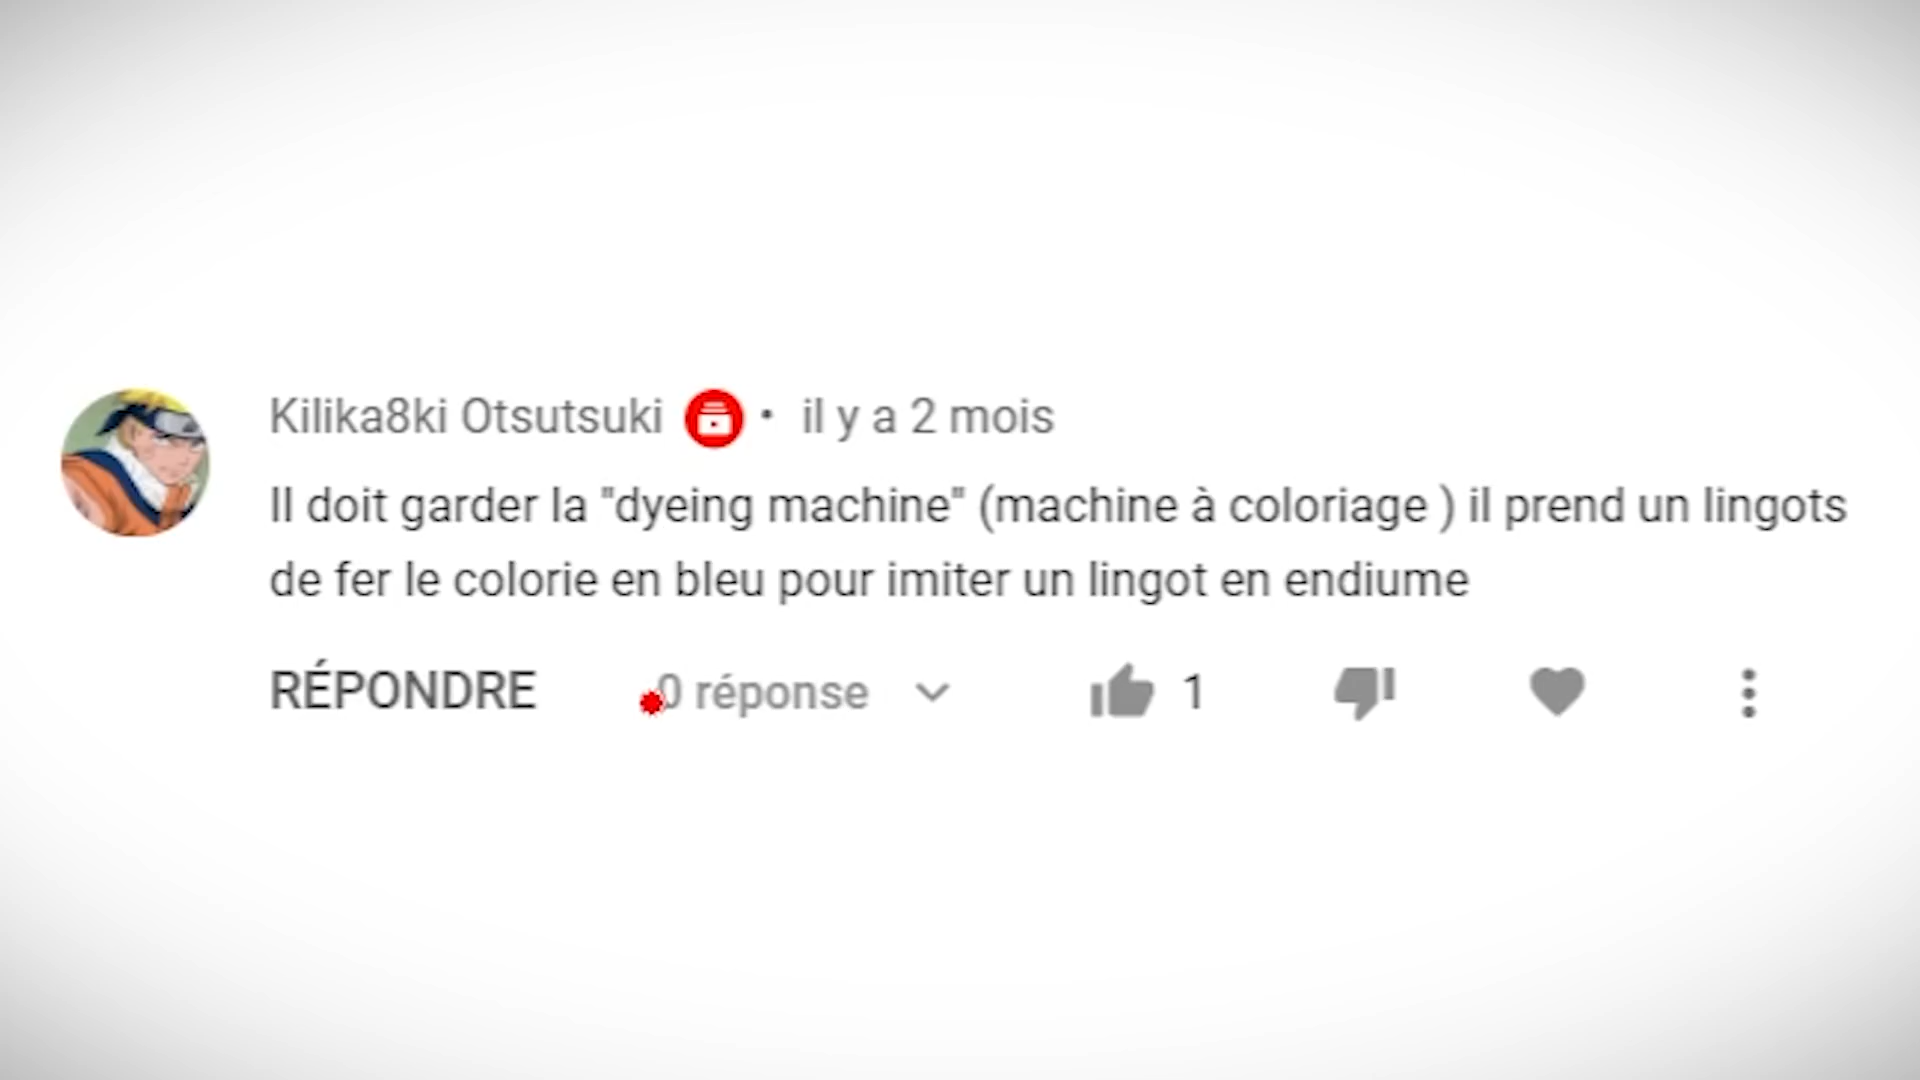 Kilika8ki Otsutsuki • il y a 2 mois
Il doit garder la "dyeing machine" (machine à coloriage ) il prend un lingots
de fer le colorie en bleu pour imiter un lingot en endiume
RÉPONDRE 0 réponse 1